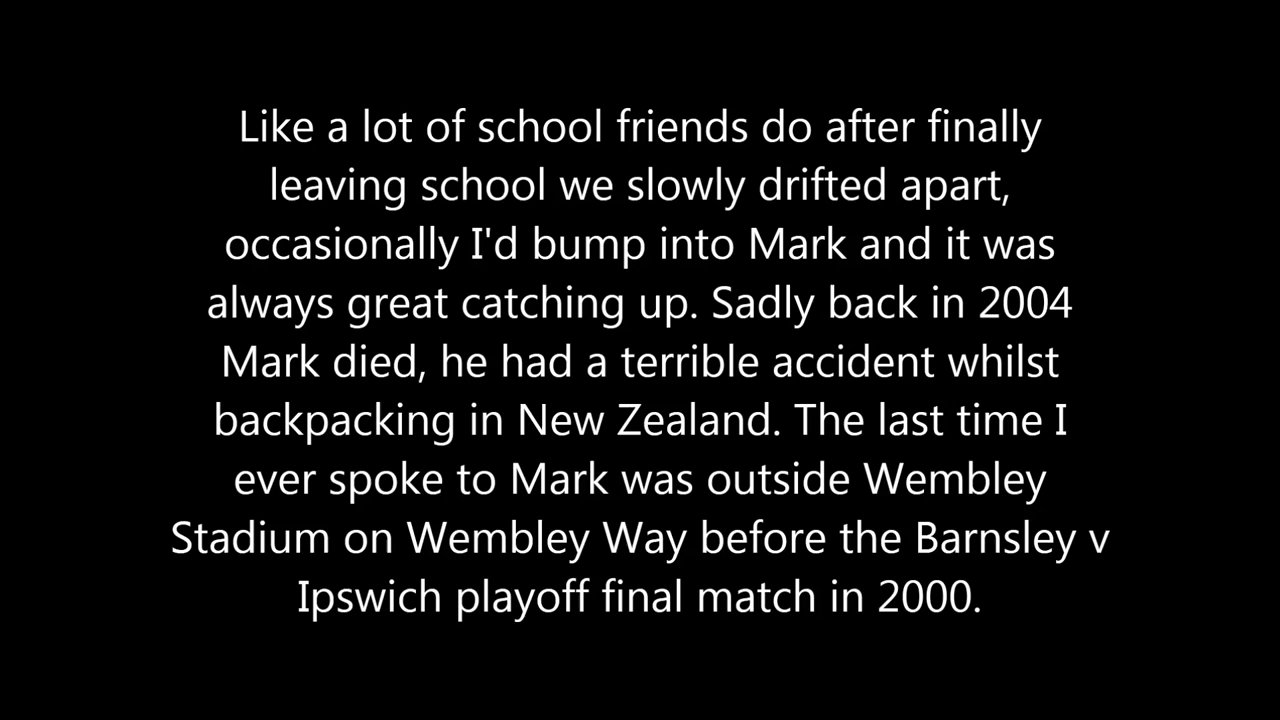 Like a lot of school friends do after finally
leaving school we slowly drifted apart,
occasionally I'd bump into Mark and it was
always great catching up. Sadly back in 2004
Mark died, he had a terrible accident whilst
backpacking in New Zealand. The last time I
ever spoke to Mark was outside Wembley
Stadium on Wembley Way before the Barnsley v
Ipswich playoff final match in 2000.